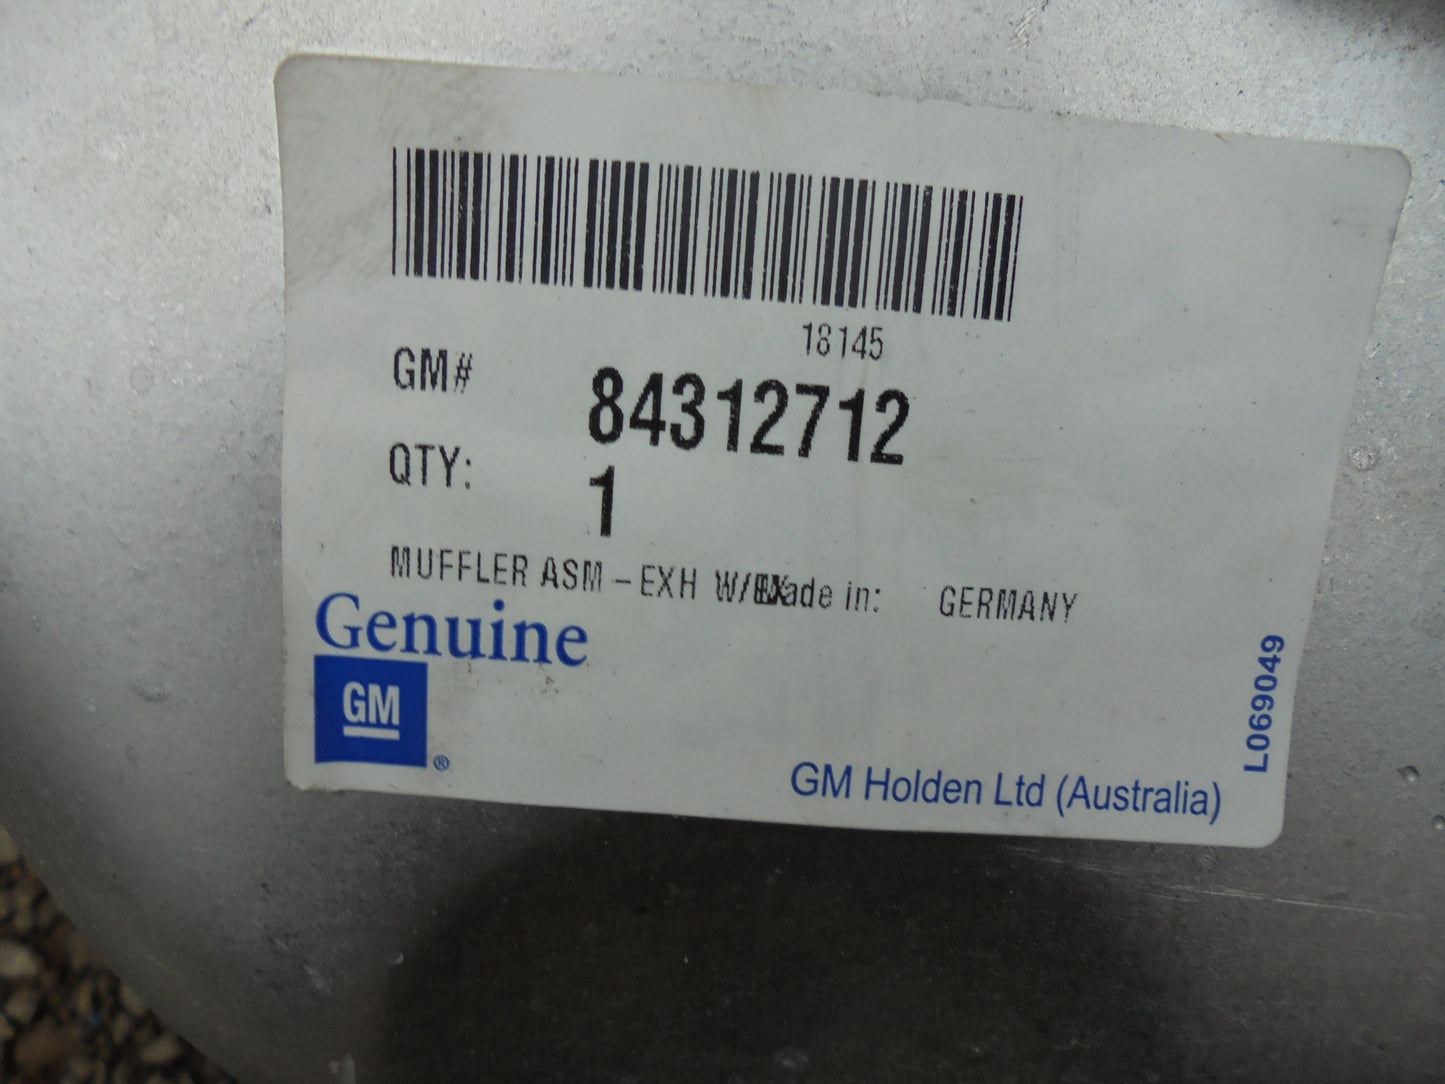 18145
GM# 84312712
QTY: 1
MUFFLER ASM - EXH W/ Made in: GERMANY
Genuine
GM ®
GM Holden Ltd (Australia)
L069049